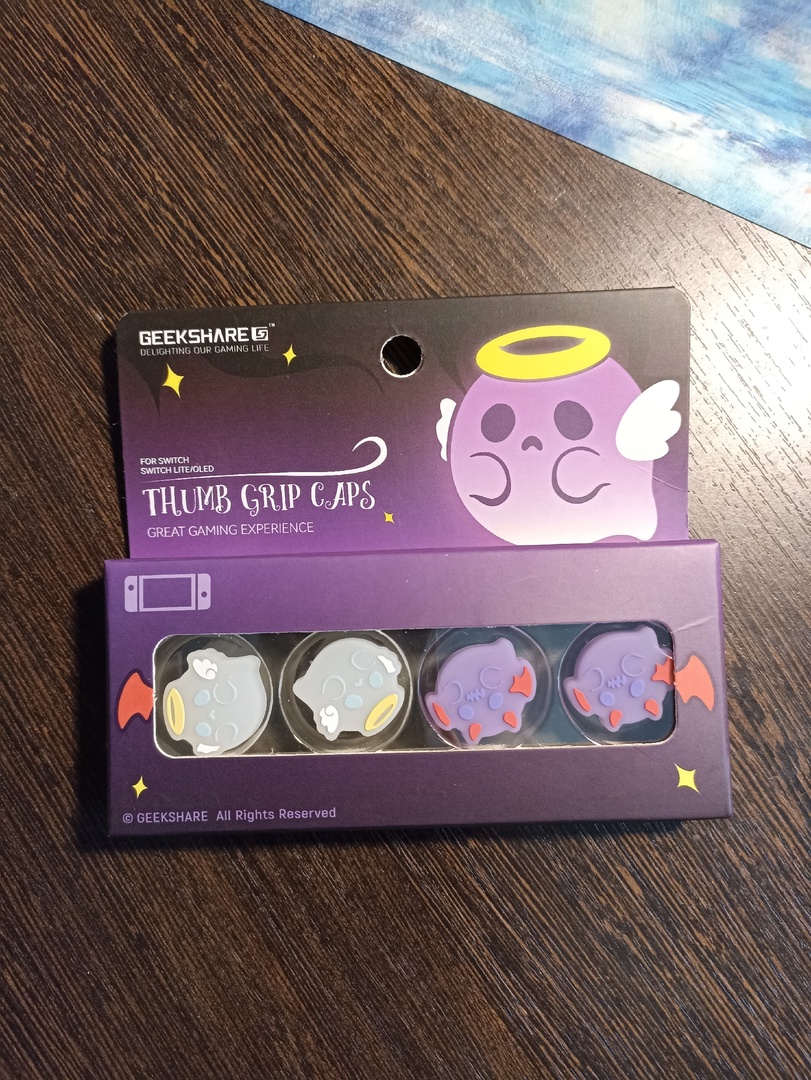 GEEKSHARE ™
DELIGHTING OUR GAMING LIFE
FOR SWITCH
SWITCH LITE/OLED
THUMB GRIP CAPS
GREAT GAMING EXPERIENCE
© GEEKSHARE All Rights Reserved